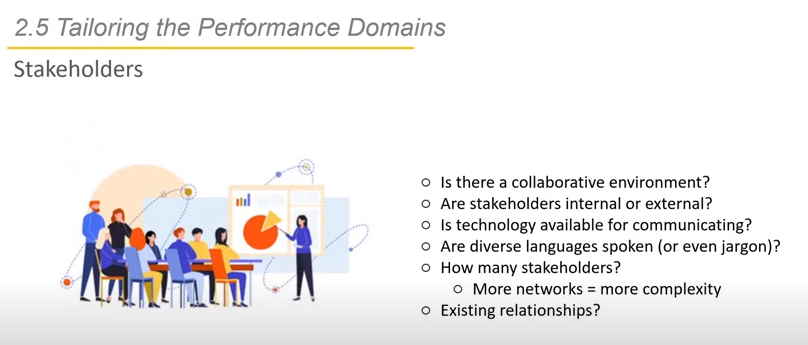 2.5 Tailoring the Performance Domains
Stakeholders
○ Is there a collaborative environment?
○ Are stakeholders internal or external?
○ Is technology available for communicating?
○ Are diverse languages spoken (or even jargon)?
○ How many stakeholders?
○ More networks = more complexity
○ Existing relationships?